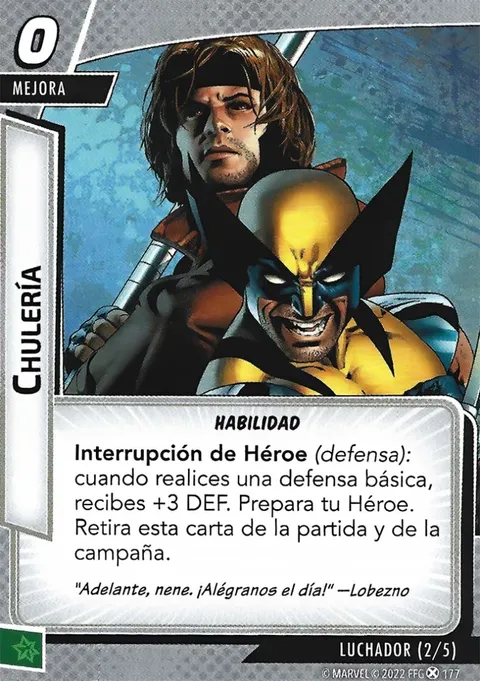 0
MEJORA
CHULERÍA
HABILIDAD
Interrupción de Héroe (defensa):
cuando realices una defensa básica,
recibes +3 DEF. Prepara tu Héroe.
Retira esta carta de la partida y de la
campaña.
"Adelante, nene. ¡Alégranos el día!" —Lobezno
LUCHADOR (2/5)
© MARVEL © 2022 FFG 177